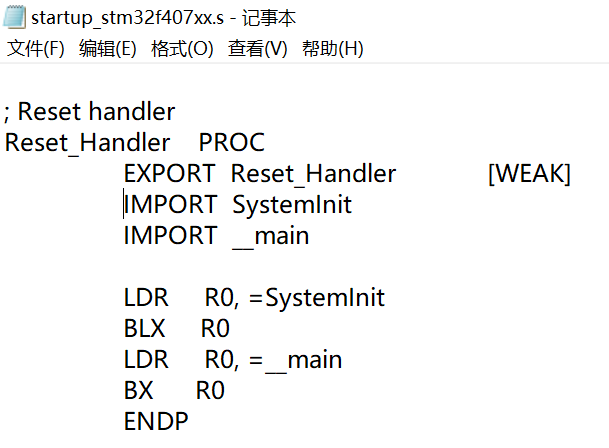 startup_stm32f407xx.s - 记事本
文件(F) 编辑(E) 格式(O) 查看(V) 帮助(H)
; Reset handler
Reset_Handler PROC
EXPORT Reset_Handler [WEAK]
IMPORT SystemInit
IMPORT __main
LDR R0, =SystemInit
BLX R0
LDR R0, =__main
BX R0
ENDP